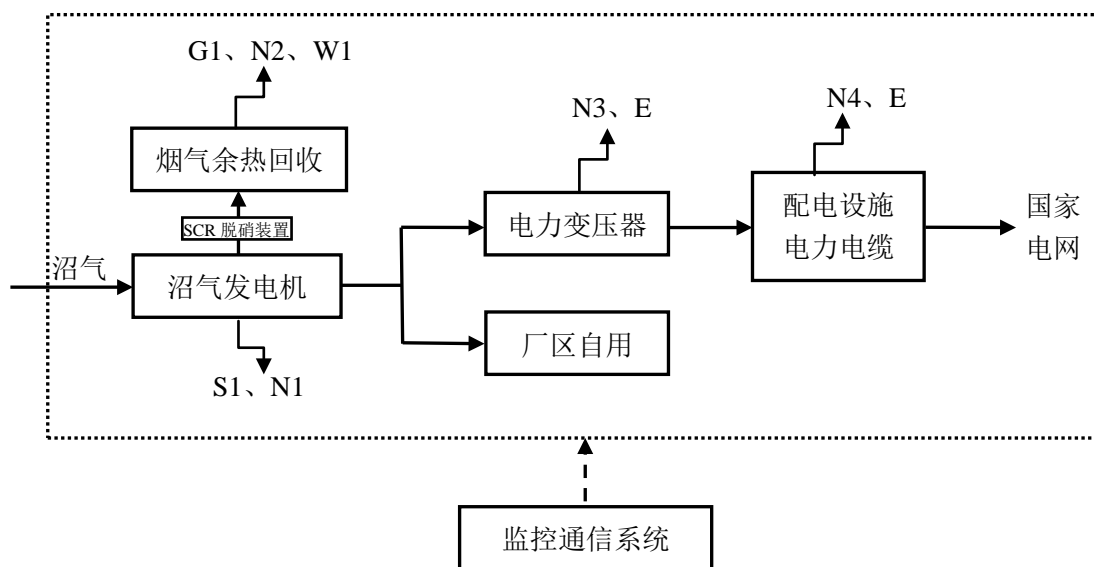 G1、N2、W1
N3、E
N4、E
烟气余热回收
SCR 脱硝装置
电力变压器
配电设施
电力电缆
国家
电网
沼气
沼气发电机
厂区自用
S1、N1
监控通信系统